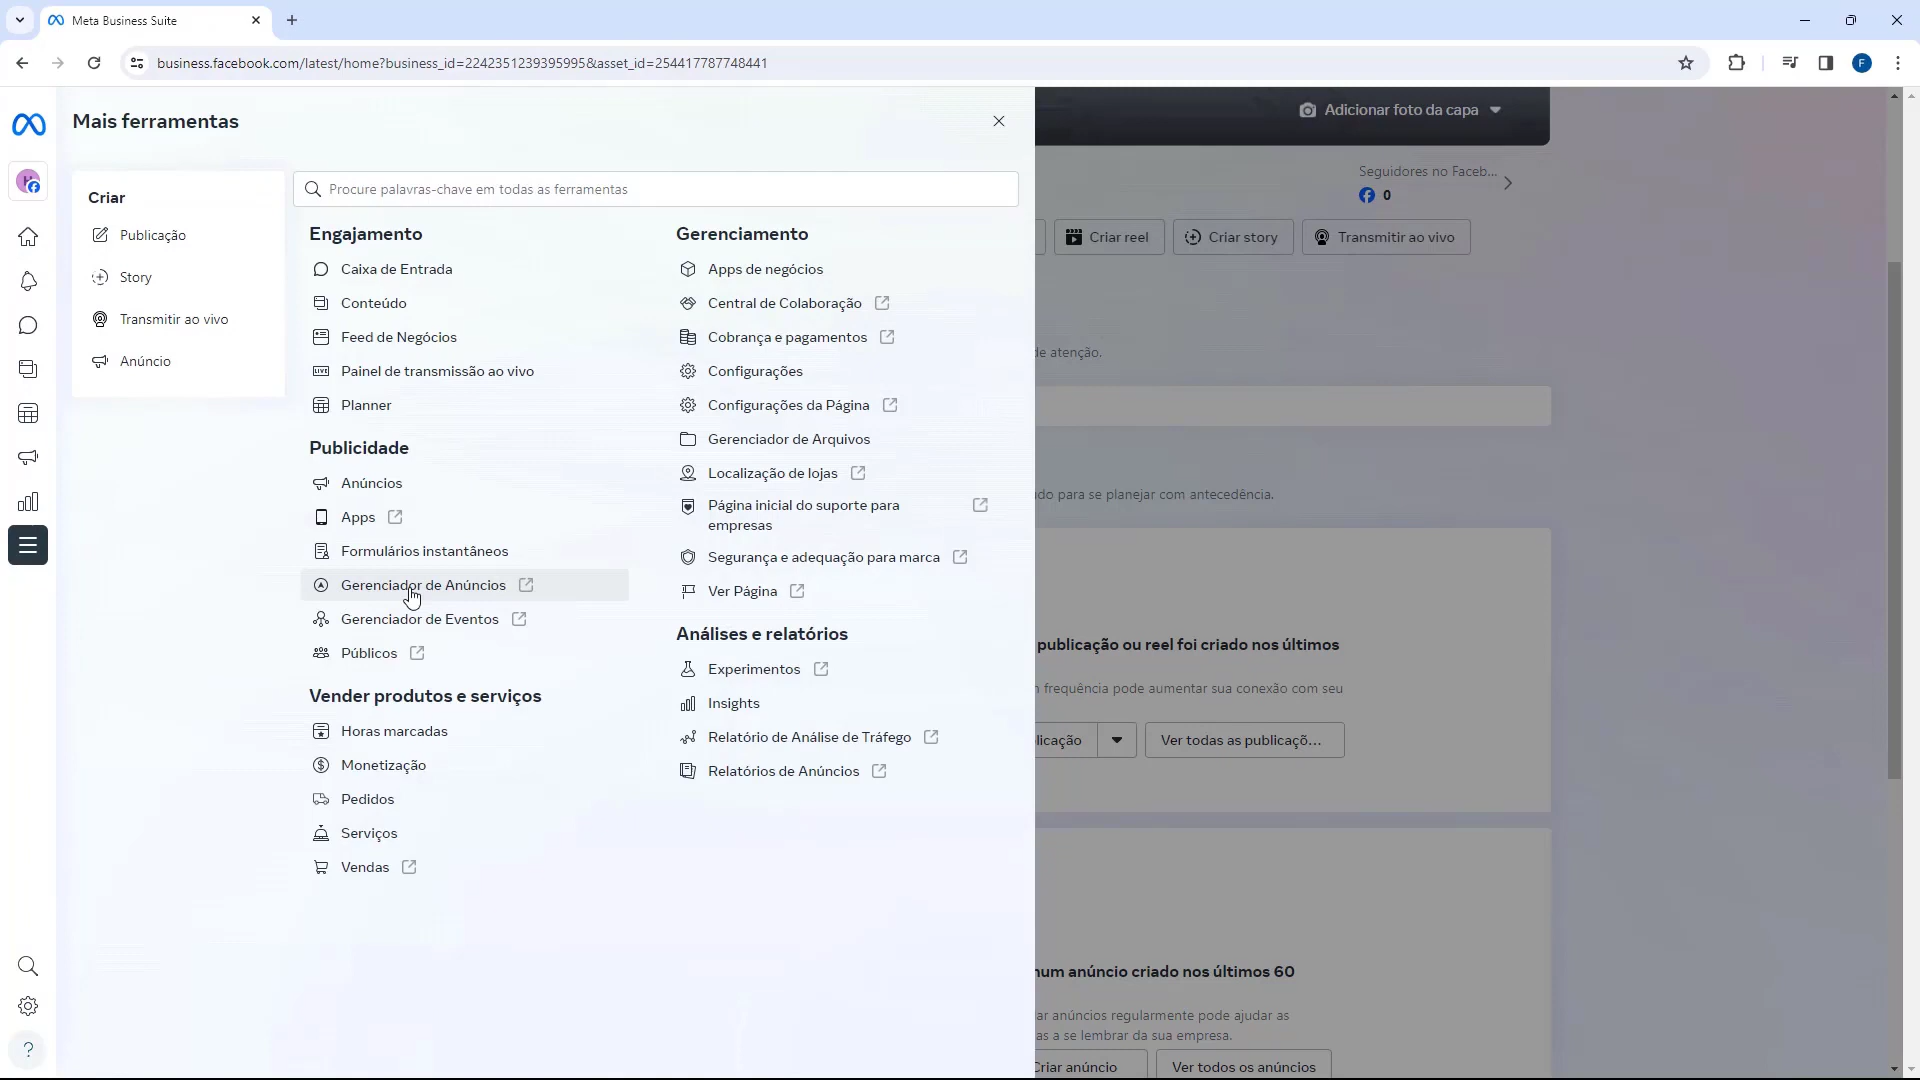 Meta Business Suite
business.facebook.com/latest/home?business_id=2242351239395995&asset_id=254417787748441
F
Mais ferramentas
Criar
Publicação
Story
Transmitir ao vivo
Anúncio
Procure palavras-chave em todas as ferramentas
Engajamento
Caixa de Entrada
Conteúdo
Feed de Negócios
LIVE
Painel de transmissão ao vivo
Planner
Publicidade
Anúncios
Apps
Formulários instantâneos
Gerenciador de Anúncios
Gerenciador de Eventos
Públicos
Vender produtos e serviços
Horas marcadas
Monetização
Pedidos
Serviços
Vendas
Gerenciamento
Apps de negócios
Central de Colaboração
Cobrança e pagamentos
Configurações
Configurações da Página
Gerenciador de Arquivos
Localização de lojas
Página inicial do suporte para
empresas
Segurança e adequação para marca
Ver Página
Análises e relatórios
Experimentos
Insights
Relatório de Análise de Tráfego
Relatórios de Anúncios
Adicionar foto da capa
Seguidores no Faceb...
0
Criar reel
Criar story
Transmitir ao vivo
de atenção.
do para se planejar com antecedência.
publicação ou reel foi criado nos últimos
frequência pode aumentar sua conexão com seu
licação
Ver todas as publicaçõ...
num anúncio criado nos últimos 60
ar anúncios regularmente pode ajudar as
as a se lembrar da sua empresa.
Criar anúncio
Ver todos os anúncios